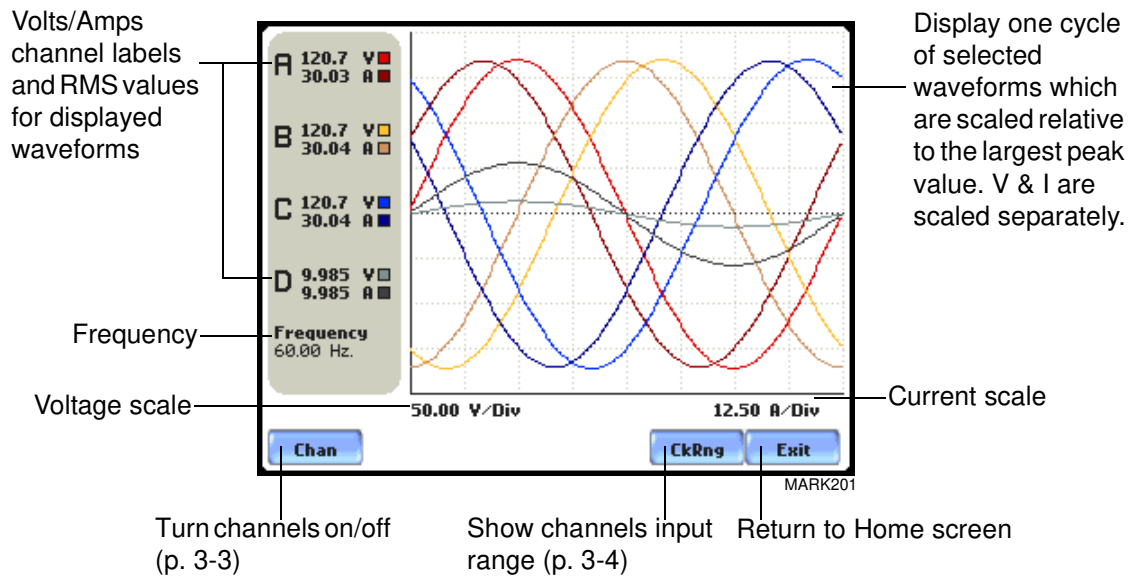 Volts/Amps
channel labels
and RMS values
for displayed
waveforms
A 120.7 V
30.03 A
B 120.7 V
30.04 A
C 120.7 V
30.04 A
D 9.985 V
9.985 A
Frequency
60.00 Hz.
Display one cycle
of selected
waveforms which
are scaled relative
to the largest peak
value. V & I are
scaled separately.
Frequency
Voltage scale
50.00 V/Div
12.50 A/Div
Current scale
Chan
CkRng
Exit
MARK201
Turn channels on/off
(p. 3-3)
Show channels input
range (p. 3-4)
Return to Home screen